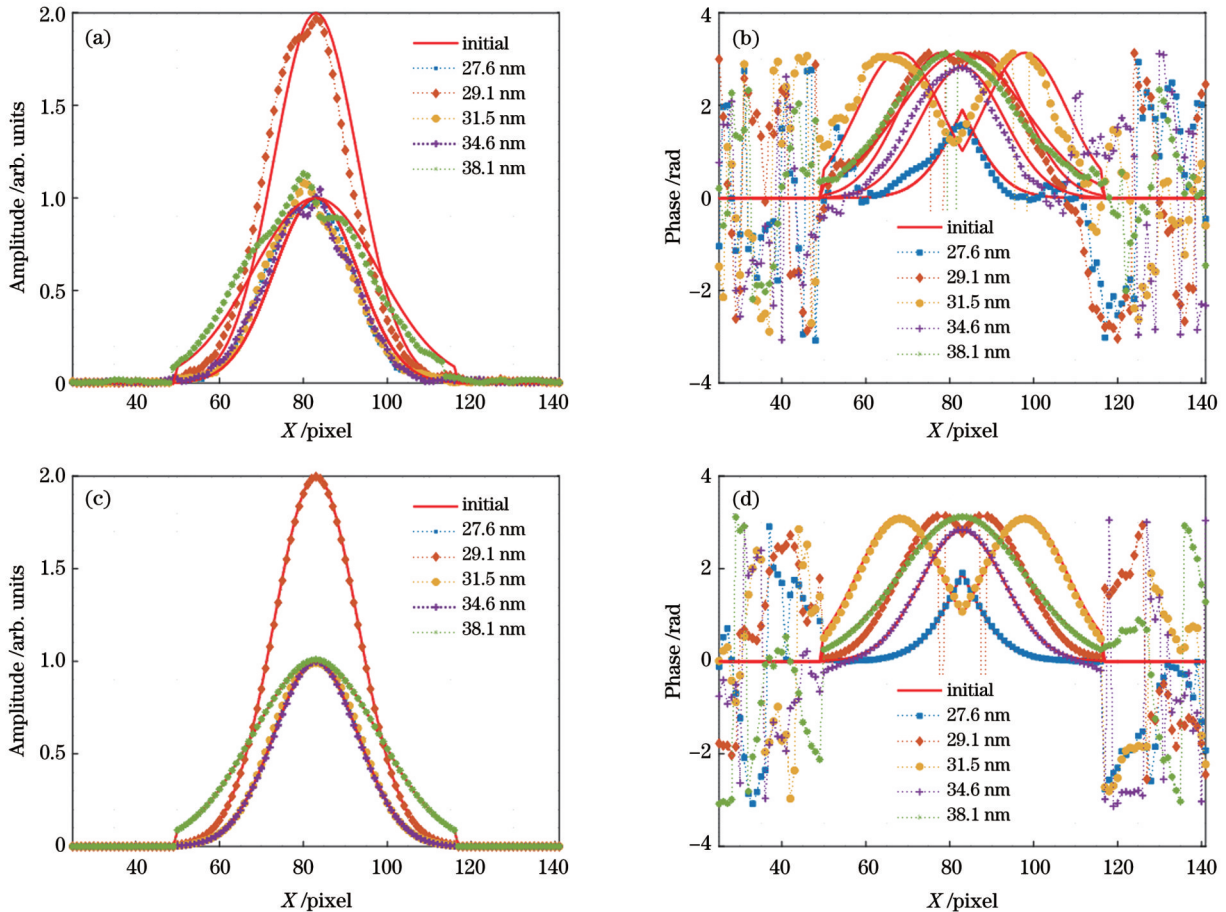 (a)
2.0
1.5
1.0
0.5
0
Amplitude /arb. units
initial
27.6 nm
29.1 nm
31.5 nm
34.6 nm
38.1 nm
40
60
80
100
120
140
X /pixel
(b)
4
2
0
−2
−4
Phase /rad
initial
27.6 nm
29.1 nm
31.5 nm
34.6 nm
38.1 nm
40
60
80
100
120
140
X /pixel
(c)
2.0
1.5
1.0
0.5
0
Amplitude /arb. units
initial
27.6 nm
29.1 nm
31.5 nm
34.6 nm
38.1 nm
40
60
80
100
120
140
X /pixel
(d)
4
2
0
−2
−4
Phase /rad
initial
27.6 nm
29.1 nm
31.5 nm
34.6 nm
38.1 nm
40
60
80
100
120
140
X /pixel